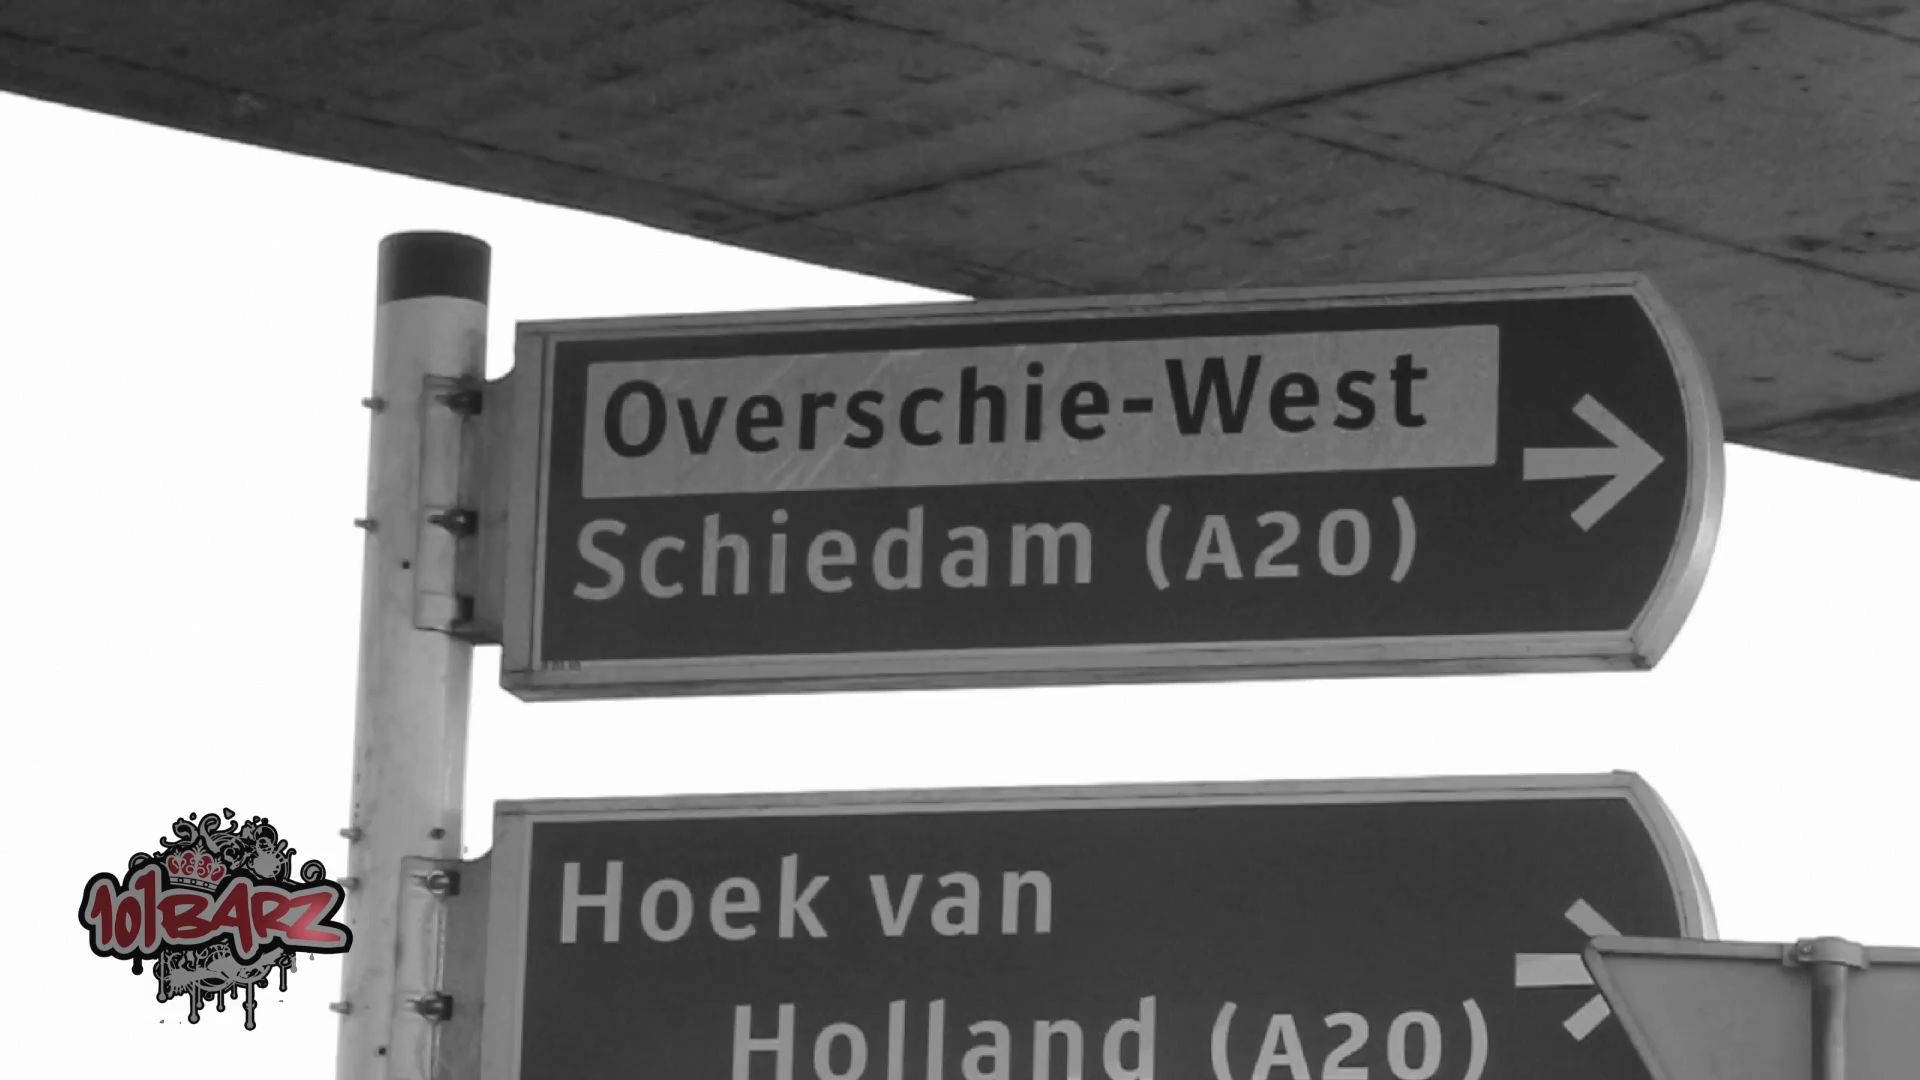 Overschie-West
Schiedam (A20)
Hoek van
Holland (A20)
101BARZ